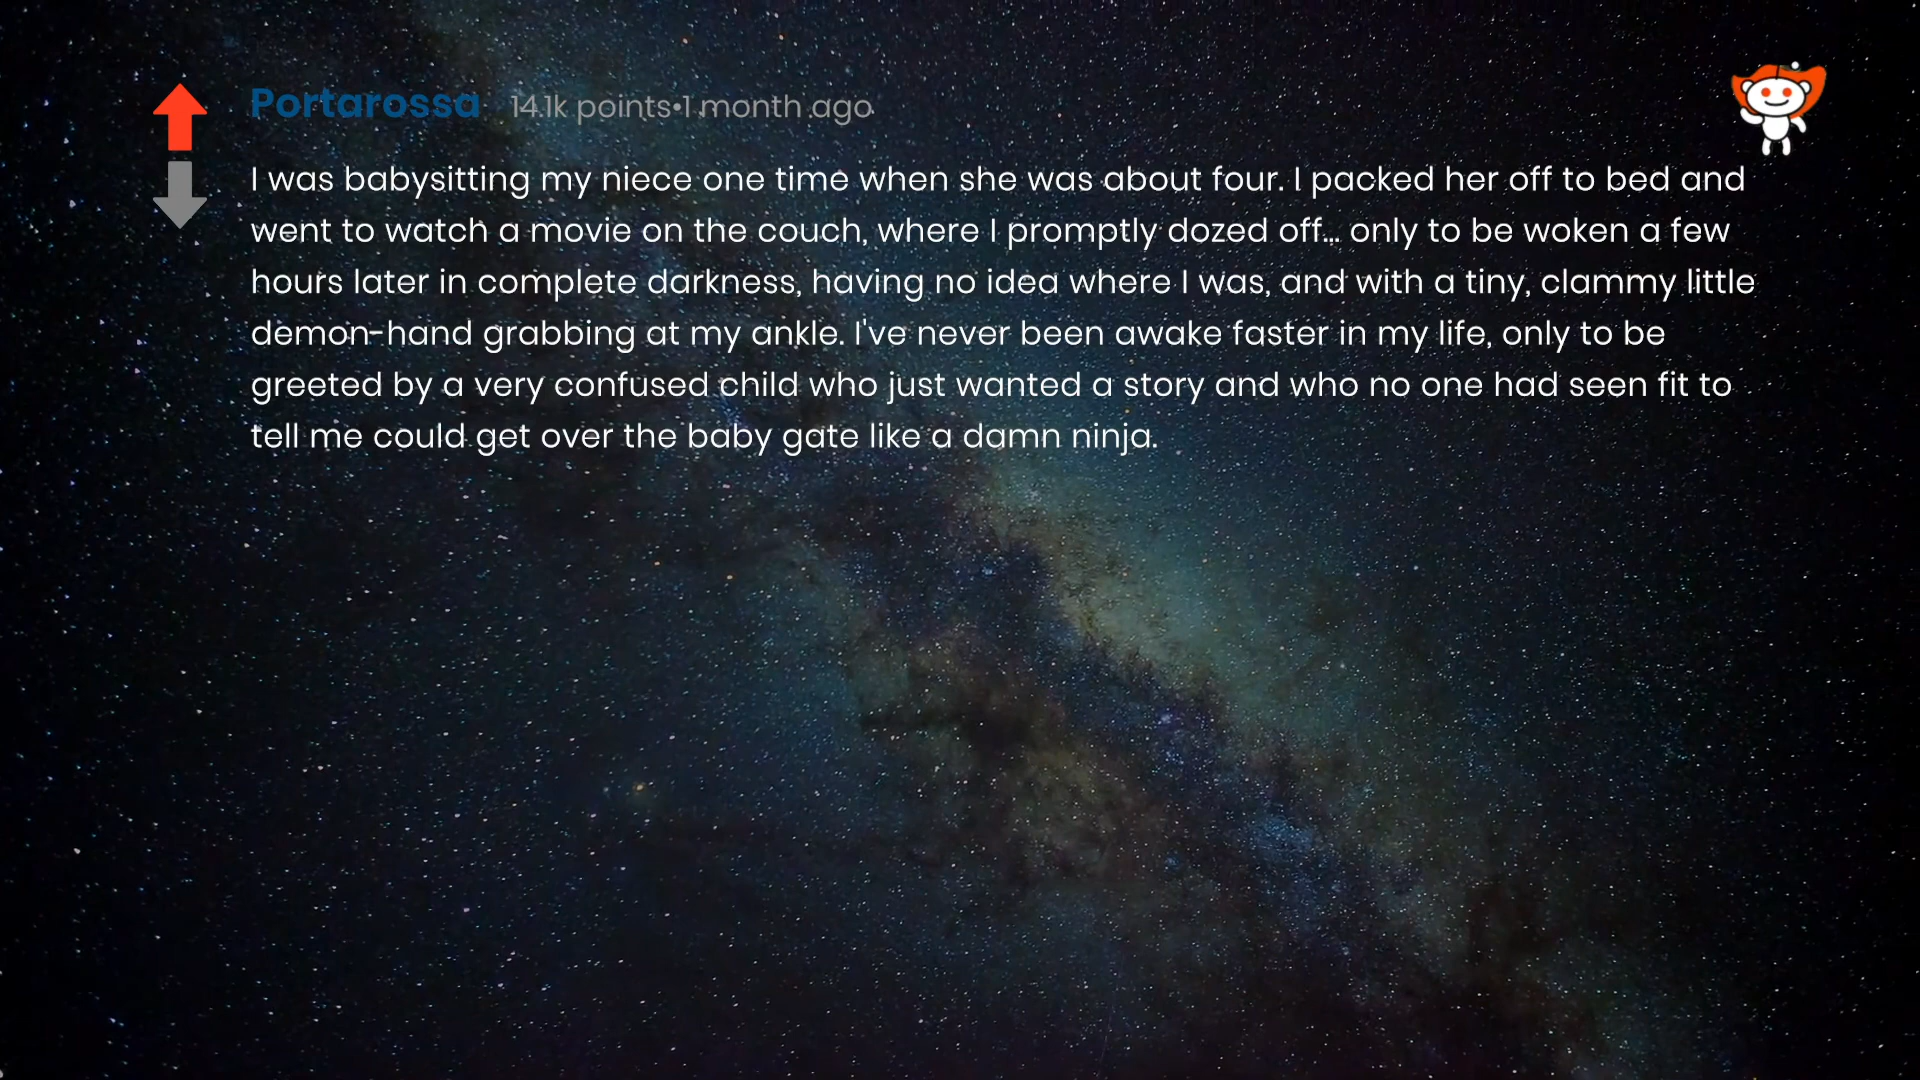 Portarossa 14.1k points•1 month ago
I was babysitting my niece one time when she was about four. I packed her off to bed and
went to watch a movie on the couch, where I promptly dozed off... only to be woken a few
hours later in complete darkness, having no idea where I was, and with a tiny, clammy little
demon-hand grabbing at my ankle. I've never been awake faster in my life, only to be
greeted by a very confused child who just wanted a story and who no one had seen fit to
tell me could get over the baby gate like a damn ninja.